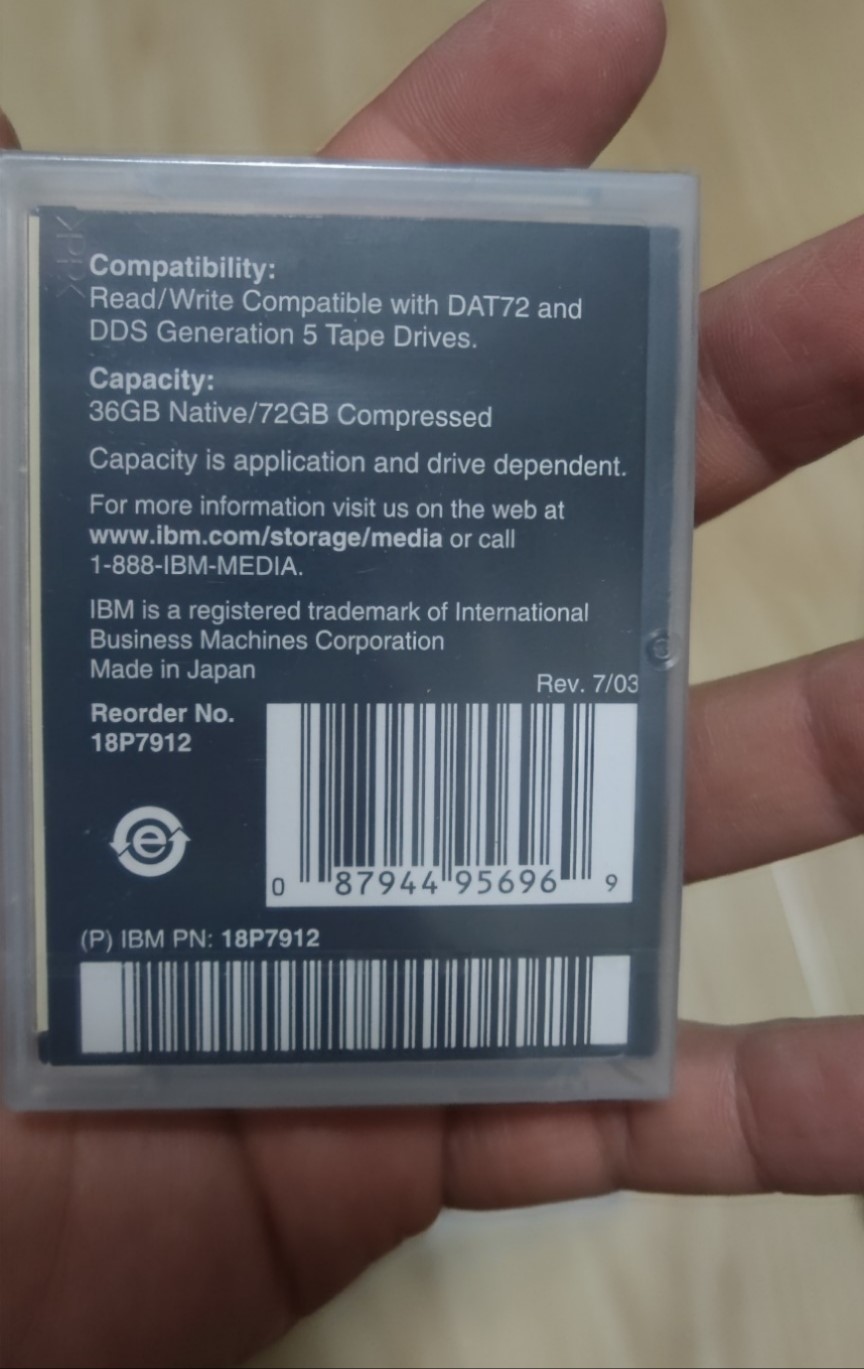 Compatibility:
Read/Write Compatible with DAT72 and
DDS Generation 5 Tape Drives.
Capacity:
36GB Native/72GB Compressed
Capacity is application and drive dependent.
For more information visit us on the web at
www.ibm.com/storage/media or call
1-888-IBM-MEDIA.
IBM is a registered trademark of International
Business Machines Corporation
Made in Japan
Rev. 7/03
Reorder No.
18P7912
e
0 87944 95696 9
(P) IBM PN: 18P7912